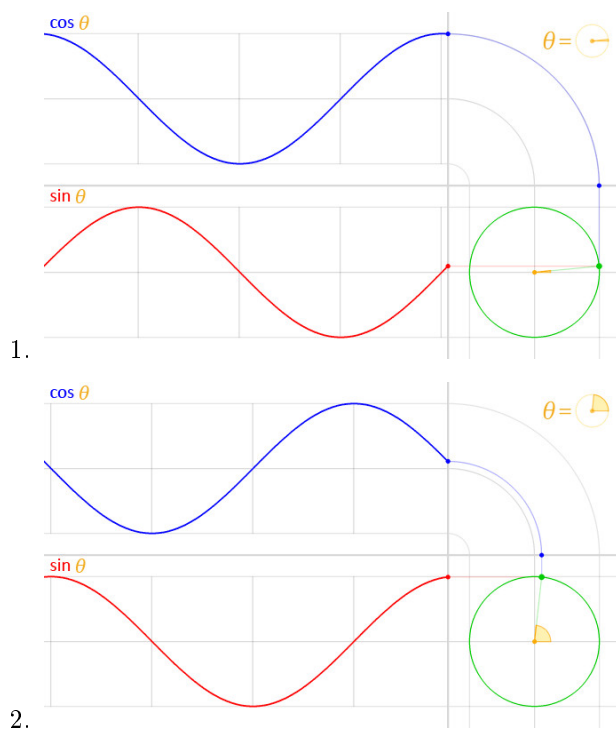 cos θ
θ =
sin θ
1.
cos θ
θ =
sin θ
2.